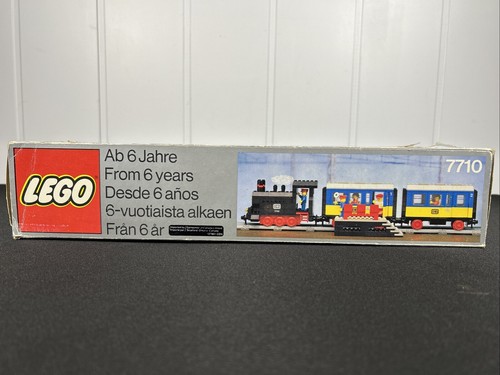 LEGO
Ab 6 Jahre
From 6 years
Desde 6 años
6-vuotiaista alkaen
Från 6 år
7710